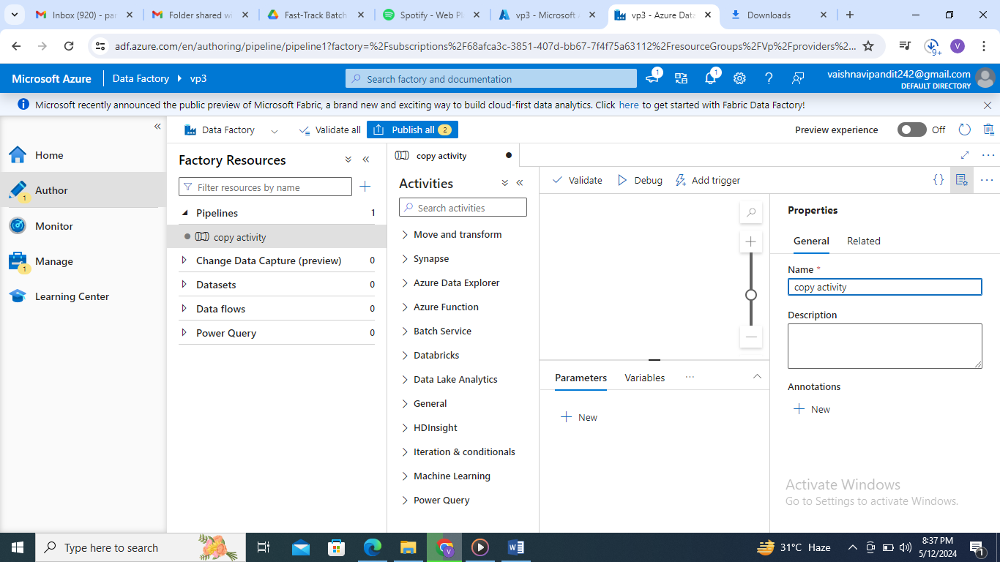 Inbox (920) - pa
Folder shared wi
Fast-Track Batch
Spotify - Web Pl
vp3 - Microsoft A
vp3 - Azure Data
Downloads
adf.azure.com/en/authoring/pipeline/pipeline1?factory=%2Fsubscriptions%2F68afca3c-3851-407d-bb67-7f4f75a63112%2FresourceGroups%2FVp%2Fproviders%2...
9+
V
Microsoft Azure
Data Factory
vp3
Search factory and documentation
1
1
vaishnavipandit242@gmail.com
DEFAULT DIRECTORY
Microsoft recently announced the public preview of Microsoft Fabric, a brand new and exciting way to build cloud-first data analytics. Click here to get started with Fabric Data Factory!
Home
Author
1
Monitor
Manage
1
Learning Center
Data Factory
Validate all
Publish all 2
Preview experience
Off
Factory Resources
Filter resources by name
Pipelines 1
copy activity
Change Data Capture (preview) 0
Datasets 0
Data flows 0
Power Query 0
copy activity
Activities
Search activities
Move and transform
Synapse
Azure Data Explorer
Azure Function
Batch Service
Databricks
Data Lake Analytics
General
HDInsight
Iteration & conditionals
Machine Learning
Power Query
Validate
Debug
Add trigger
{}
Parameters
Variables
New
Properties
General
Related
Name *
copy activity
Description
Annotations
New
Activate Windows
Go to Settings to activate Windows.
Type here to search
V
31°C Haze
8:37 PM
5/12/2024
1